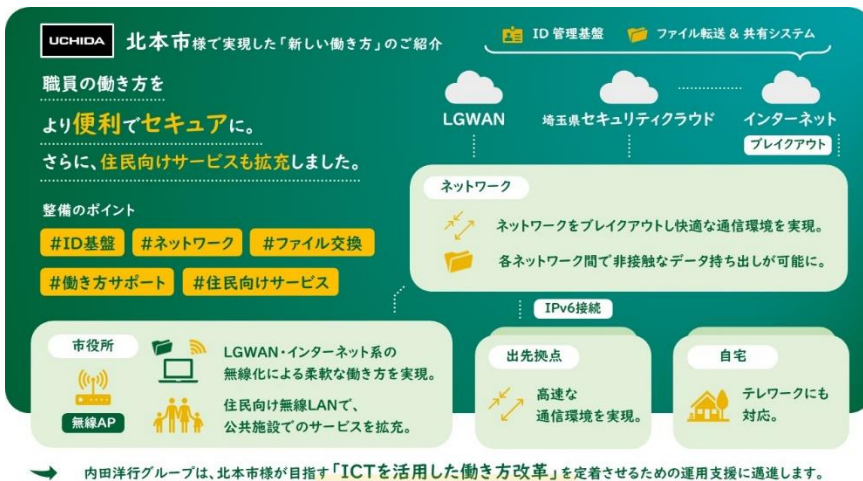 UCHIDA 北本市様で実現した「新しい働き方」のご紹介
ID 管理基盤 ファイル転送 & 共有システム
職員の働き方を
より便利でセキュアに。
さらに、住民向けサービスも拡充しました。
LGWAN 埼玉県セキュリティクラウド インターネット
ブレイクアウト
整備のポイント
#ID基盤 #ネットワーク #ファイル交換
#働き方サポート #住民向けサービス
ネットワーク
ネットワークをブレイクアウトし快適な通信環境を実現。
各ネットワーク間で非接触なデータ持ち出しが可能に。
IPv6接続
市役所
無線AP
LGWAN・インターネット系の
無線化による柔軟な働き方を実現。
住民向け無線LANで、
公共施設でのサービスを拡充。
出先拠点
高速な
通信環境を実現。
自宅
テレワークにも
対応。
内田洋行グループは、北本市様が目指す「ICTを活用した働き方改革」を定着させるための運用支援に邁進します。